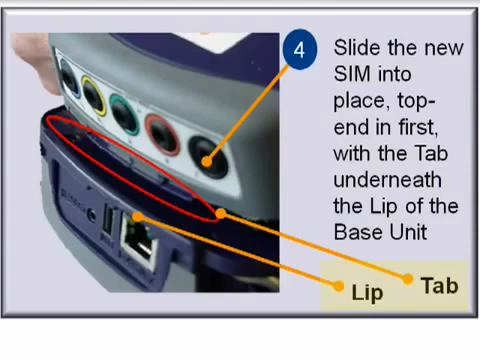 4
Slide the new
SIM into
place, top-
end in first,
with the Tab
underneath
the Lip of the
Base Unit
Lip
Tab